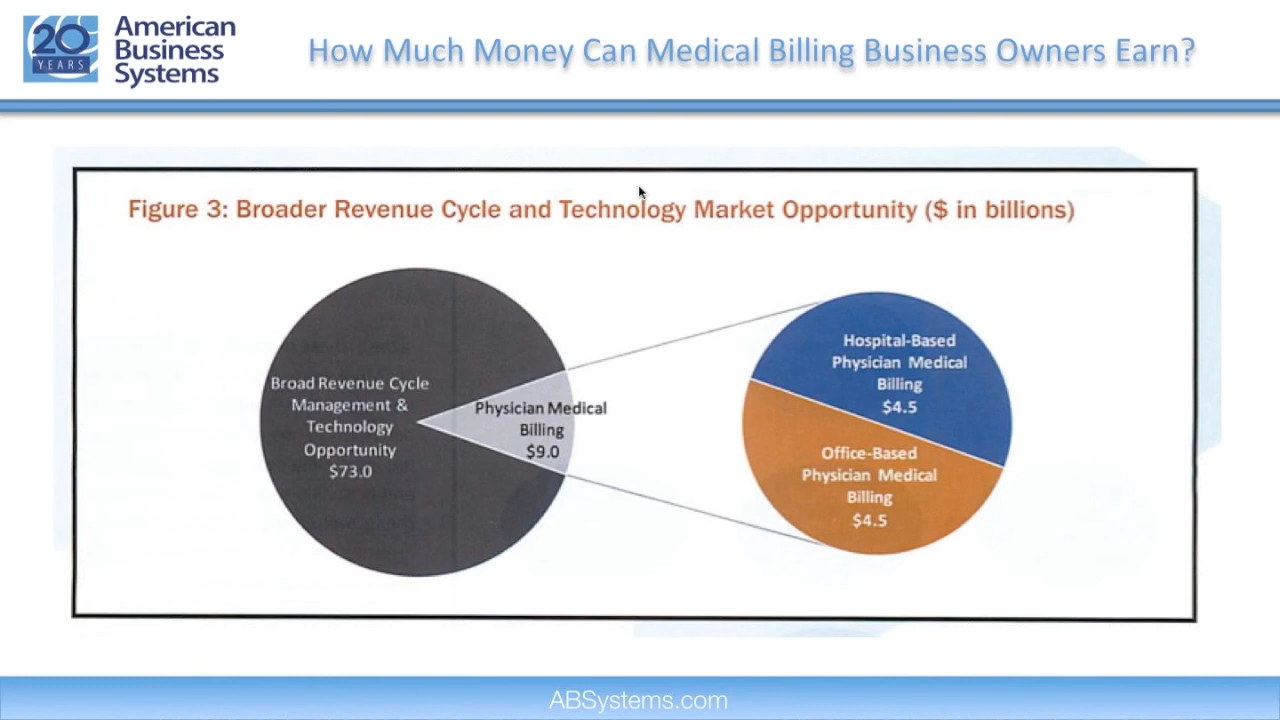 20
YEARS
American
Business
Systems
How Much Money Can Medical Billing Business Owners Earn?
Figure 3: Broader Revenue Cycle and Technology Market Opportunity ($ in billions)
Broad Revenue Cycle
Management &
Technology
Opportunity
$73.0
Physician Medical
Billing
$9.0
Hospital-Based
Physician Medical
Billing
$4.5
Office-Based
Physician Medical
Billing
$4.5
ABSystems.com